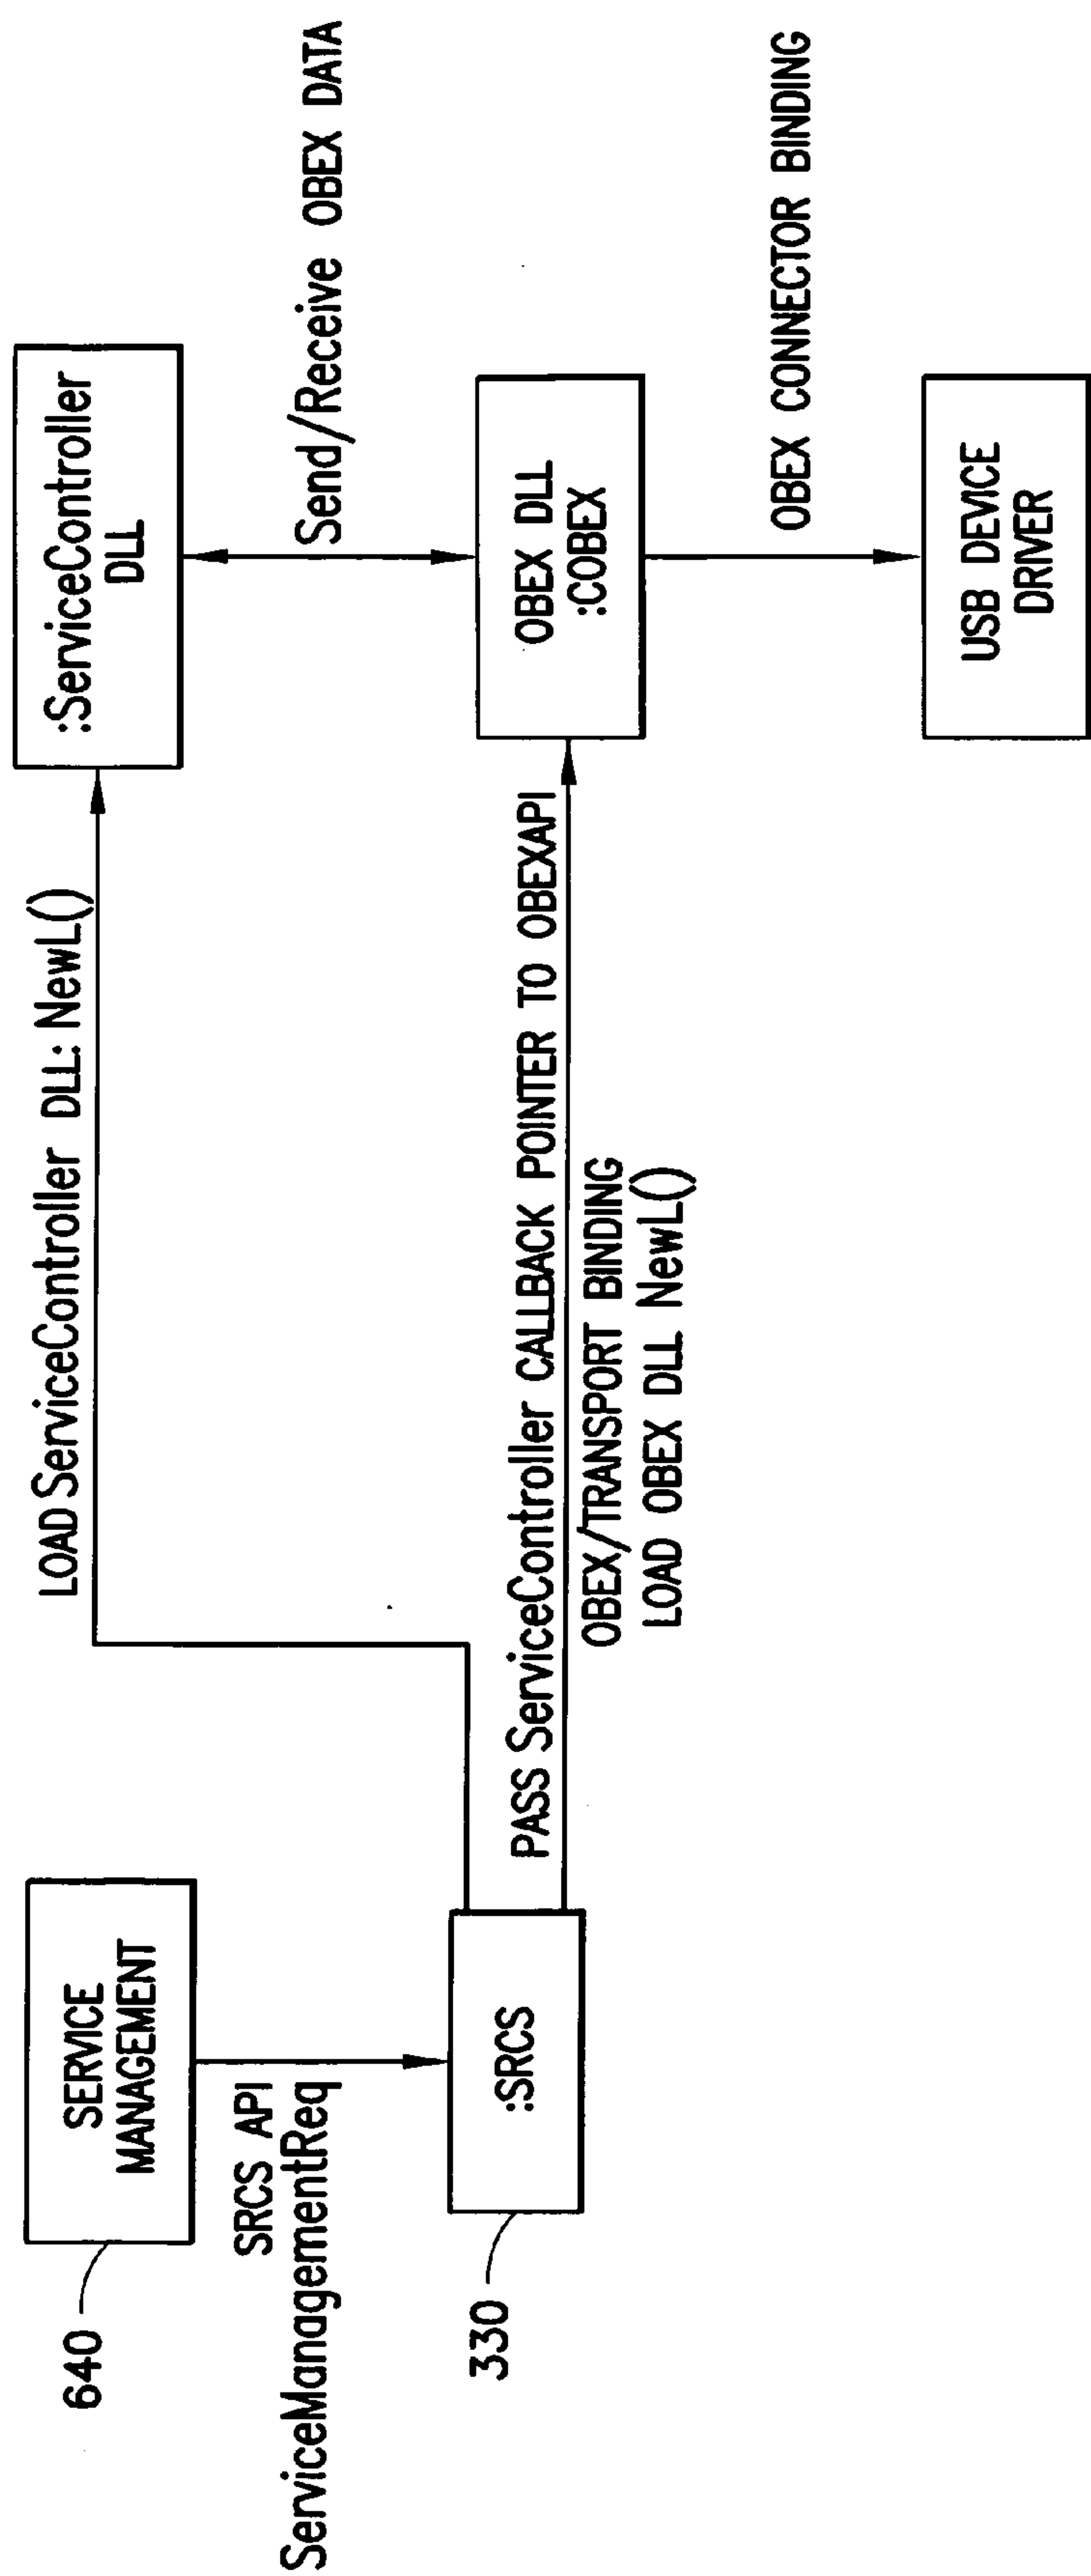 640
SERVICE
MANAGEMENT
SRCS API
ServiceManagementReq
330
:SRCS
LOAD ServiceController DLL: NewL()
PASS ServiceController CALLBACK POINTER TO OBEXAPI
OBEX/TRANSPORT BINDING
LOAD OBEX DLL NewL()
:ServiceController
DLL
Send/Receive OBEX DATA
OBEX DLL
:COBEX
OBEX CONNECTOR BINDING
USB DEVICE
DRIVER